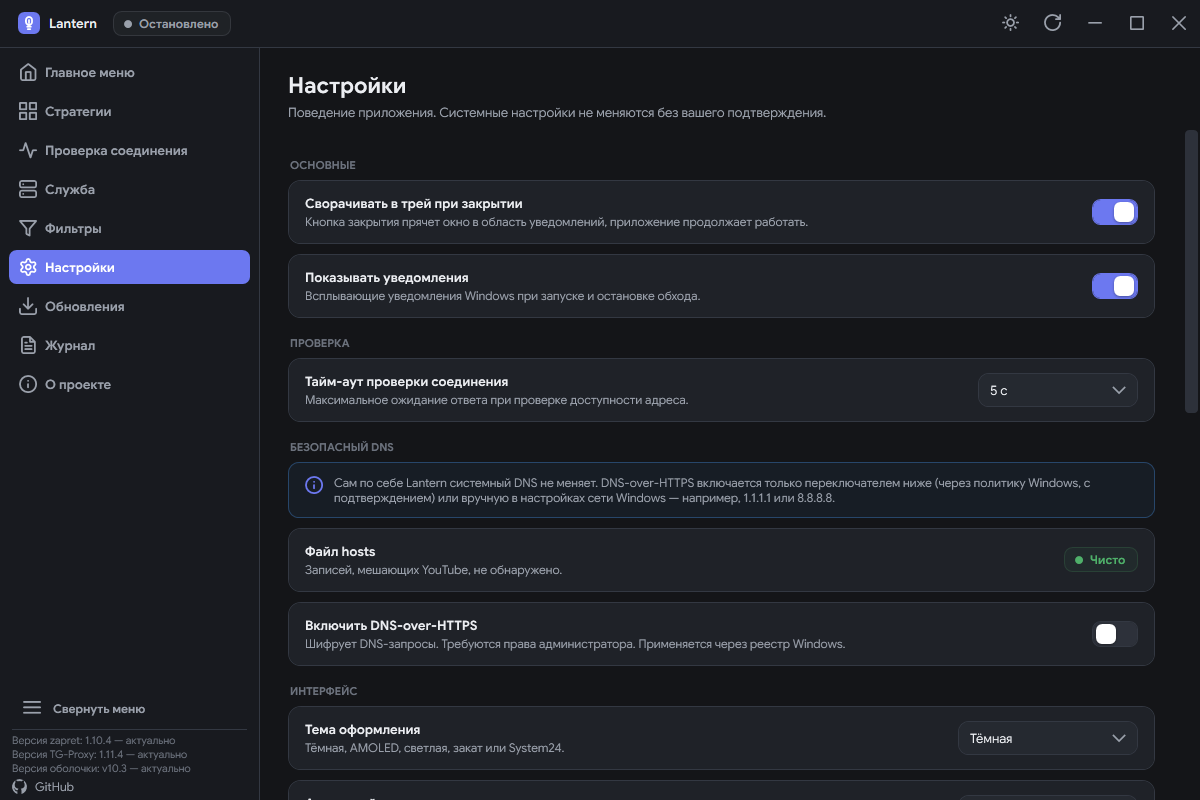 Lantern
Остановлено
Главное меню
Стратегии
Проверка соединения
Служба
Фильтры
Настройки
Обновления
Журнал
О проекте
Свернуть меню
Версия zapret: 1.10.4 — актуально
Версия TG-Proxy: 1.11.4 — актуально
Версия оболочки: v10.3 — актуально
GitHub
Настройки
Поведение приложения. Системные настройки не меняются без вашего подтверждения.
ОСНОВНЫЕ
Сворачивать в трей при закрытии
Кнопка закрытия прячет окно в область уведомлений, приложение продолжает работать.
Показывать уведомления
Всплывающие уведомления Windows при запуске и остановке обхода.
ПРОВЕРКА
Тайм-аут проверки соединения
Максимальное ожидание ответа при проверке доступности адреса.
5 с
БЕЗОПАСНЫЙ DNS
Сам по себе Lantern системный DNS не меняет. DNS-over-HTTPS включается только переключателем ниже (через политику Windows, с
подтверждением) или вручную в настройках сети Windows — например, 1.1.1.1 или 8.8.8.8.
Файл hosts
Записей, мешающих YouTube, не обнаружено.
Чисто
Включить DNS-over-HTTPS
Шифрует DNS-запросы. Требуются права администратора. Применяется через реестр Windows.
ИНТЕРФЕЙС
Тема оформления
Тёмная, AMOLED, светлая, закат или System24.
Тёмная